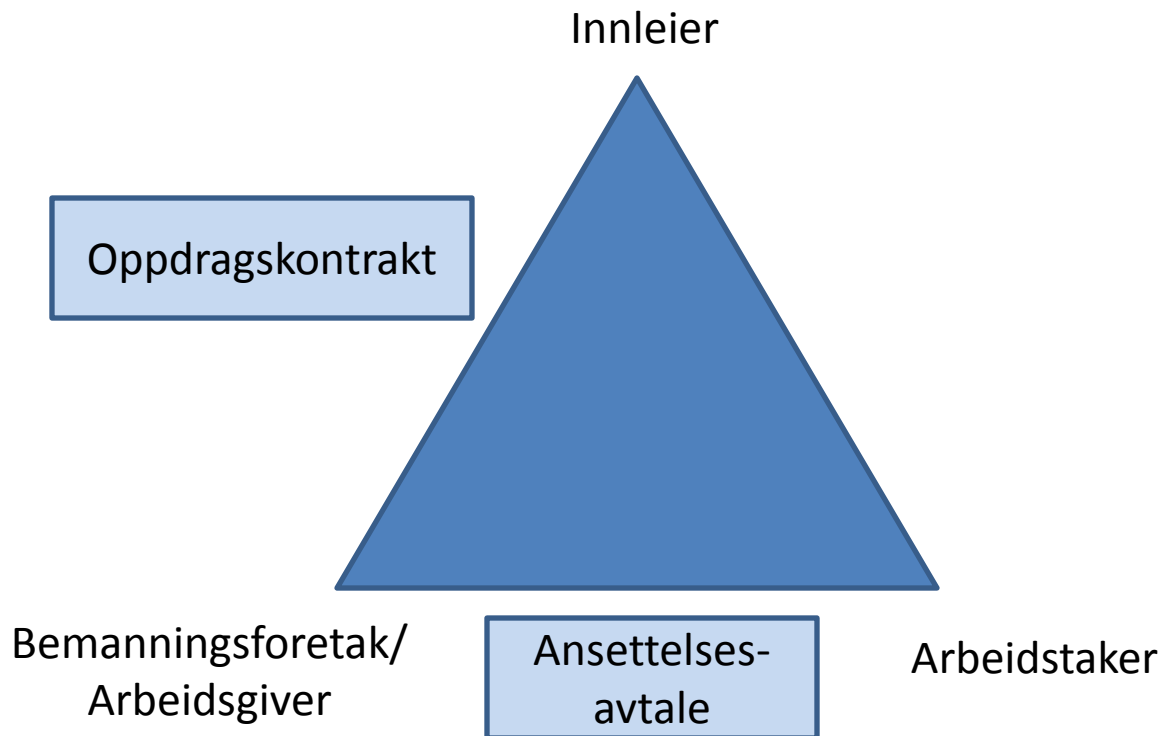 Innleier
Oppdragskontrakt
Bemanningsforetak/
Arbeidsgiver
Ansettelses-
avtale
Arbeidstaker